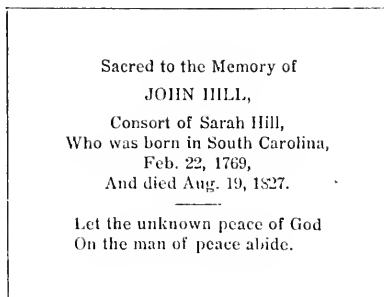 Sacred to the Memory of
JOHN HILL,
Consort of Sarah Hill,
Who was born in South Carolina,
Feb. 22, 1769,
And died Aug. 19, 1827.
Let the unknown peace of God
On the man of peace abide.